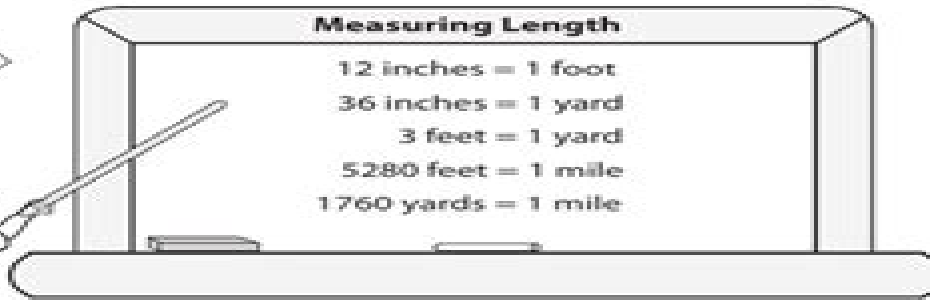 Measuring Length
12 inches = 1 foot
36 inches = 1 yard
3 feet = 1 yard
5280 feet = 1 mile
1760 yards = 1 mile